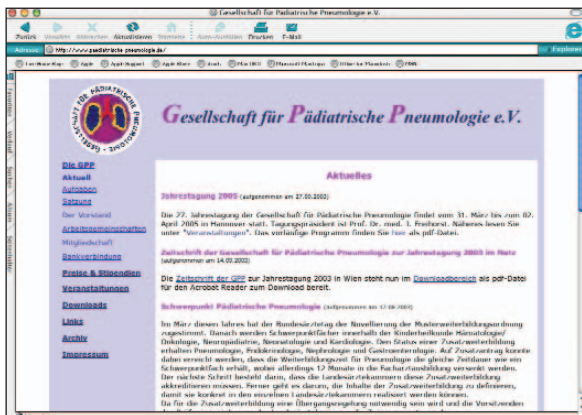 Gesellschaft für Pädiatrische Pneumologie e.V.
Zurück Vorwärts Abbrechen Aktualisieren Startseite Auto-Ausfüllen Drucken E-Mail
Adresse: http://www.paediatrische-pneumologie.de/
Live Home Page Apple Apple Support Apple Store Microsoft MacTopia Office for Macintosh MSN
Favoriten Verlauf Suchen Album Seitenhalter
GESELLSCHAFT FÜR PÄDIATRISCHE PNEUMOLOGIE
Gesellschaft für Pädiatrische Pneumologie e.V.
Die GPP
Aktuell
Aufgaben
Satzung
Der Vorstand
Arbeitsgemeinschaften
Mitgliedschaft
Bankverbindung
Preise & Stipendien
Veranstaltungen
Downloads
Links
Archiv
Impressum
Aktuelles
Jahrestagung 2005 (aufgenommen am 27.09.2003)
Die 27. Jahrestagung der Gesellschaft für Pädiatrische Pneumologie findet vom 31. März bis zum 02.
April 2005 in Hannover statt. Tagungspräsident ist Prof. Dr. med. J. Freihorst. Näheres lesen Sie
unter "Veranstaltungen". Das vorläufige Programm finden Sie hier als pdf-Datei.
Zeitschrift der Gesellschaft für Pädiatrische Pneumologie zur Jahrestagung 2003 im Netz
(aufgenommen am 14.09.2003)
Die Zeitschrift der GPP zur Jahrestagung 2003 in Wien steht nun im Downloadbereich als pdf-Datei
für den Acrobat Reader zum Download bereit.
Schwerpunkt Pädiatrische Pneumologie (aufgenommen am 17.08.2003)
Im März diesen Jahres hat der Bundesärztetag der Novellierung der Musterweiterbildungsordnung
zugestimmt. Danach werden Schwerpunktfächer innerhalb der Kinderheilkunde Hämatologie/
Onkologie, Neuropädiatrie, Neonatologie und Kardiologie. Den Status einer Zusatzweiterbildung
erhalten Pneumologie, Endokrinologie, Nephrologie und Gastroenterologie. Auf Zusatzantrag konnte
dabei erreicht werden, dass die Weiterbildungszeit für Pneumologie die gleiche Zeitdauer wie ein
Schwerpunktfach erhält, wobei allerdings 12 Monate in die Facharztausbildung versenkt werden.
Der nächste Schritt besteht darin, dass die Landesärztekammern diese Zusatzweiterbildung
akkreditieren müssen. Ferner geht es darum, die Inhalte der Zusatzweiterbildung zu definieren,
damit sie konkret in den einzelnen Landesärztekammern realisiert werden können.
Da für die Zusatzweiterbildung eine Übergangsregelung notwendig sein wird und die Vorsitzenden